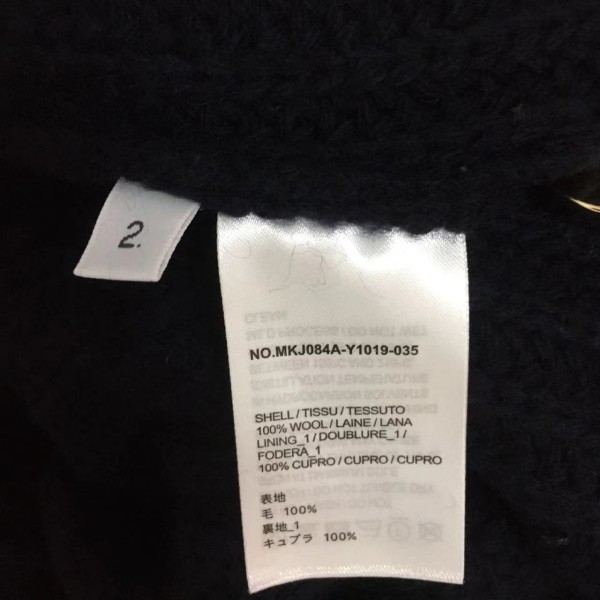 2.
NO.MKJ084A-Y1019-035
SHELL / TISSU / TESSUTO
100% WOOL / LAINE / LANA
LINING_1 / DOUBLURE_1 /
FODERA_1
100% CUPRO / CUPRO / CUPRO
表地
毛 100%
裏地_1
キュプラ 100%